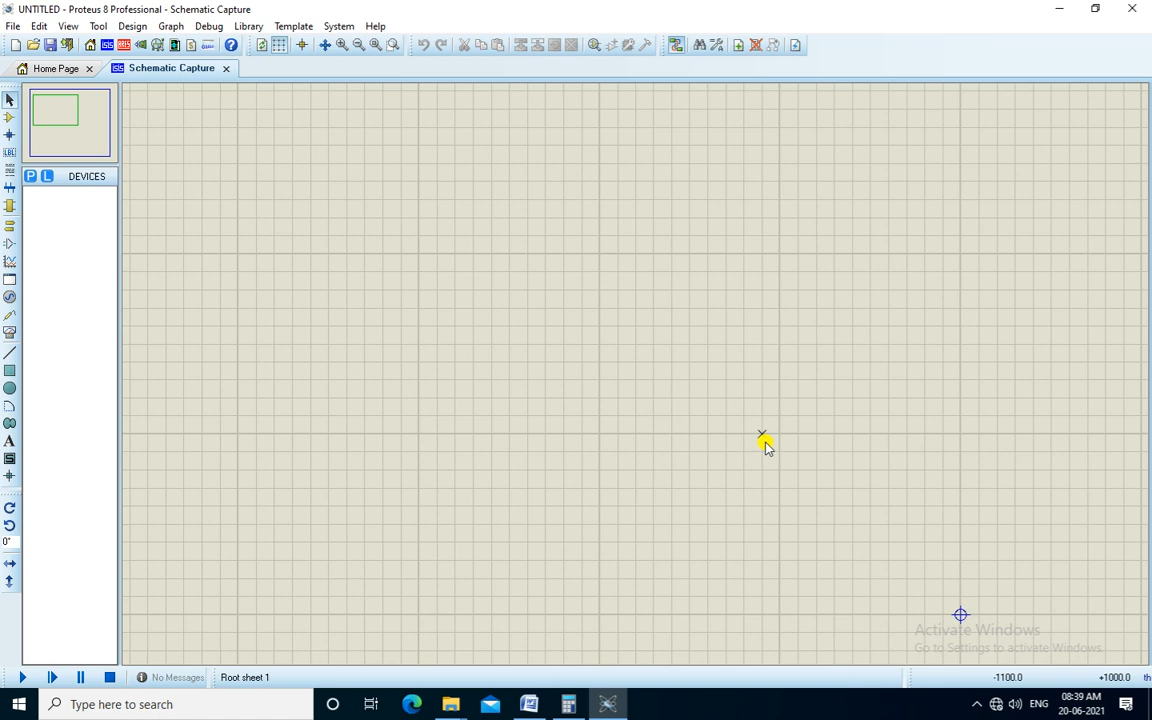 UNTITLED - Proteus 8 Professional - Schematic Capture
File Edit View Tool Design Graph Debug Library Template System Help
Home Page Schematic Capture
P L DEVICES
LBL
A
S
0°
Activate Windows
Go to Settings to activate Windows.
No Messages Root sheet 1 -1100.0 +1000.0 th
Type here to search ENG 08:39 AM
20-06-2021